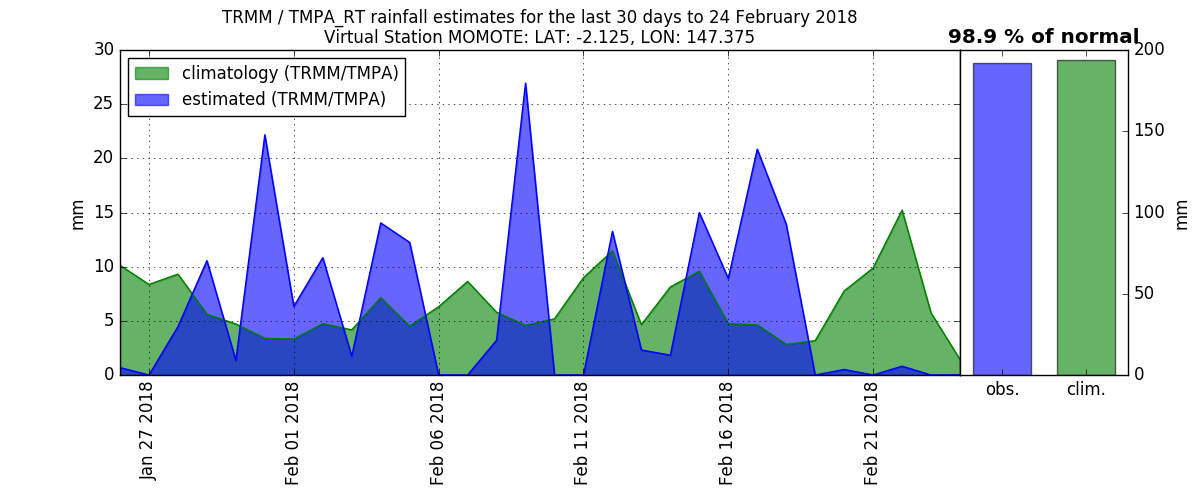 TRMM / TMPA_RT rainfall estimates for the last 30 days to 24 February 2018
Virtual Station MOMOTE: LAT: -2.125, LON: 147.375
98.9 % of normal
climatology (TRMM/TMPA)
estimated (TRMM/TMPA)
30
25
20
15
10
5
0
mm
Jan 27 2018
Feb 01 2018
Feb 06 2018
Feb 11 2018
Feb 16 2018
Feb 21 2018
200
150
100
50
0
mm
obs.
clim.